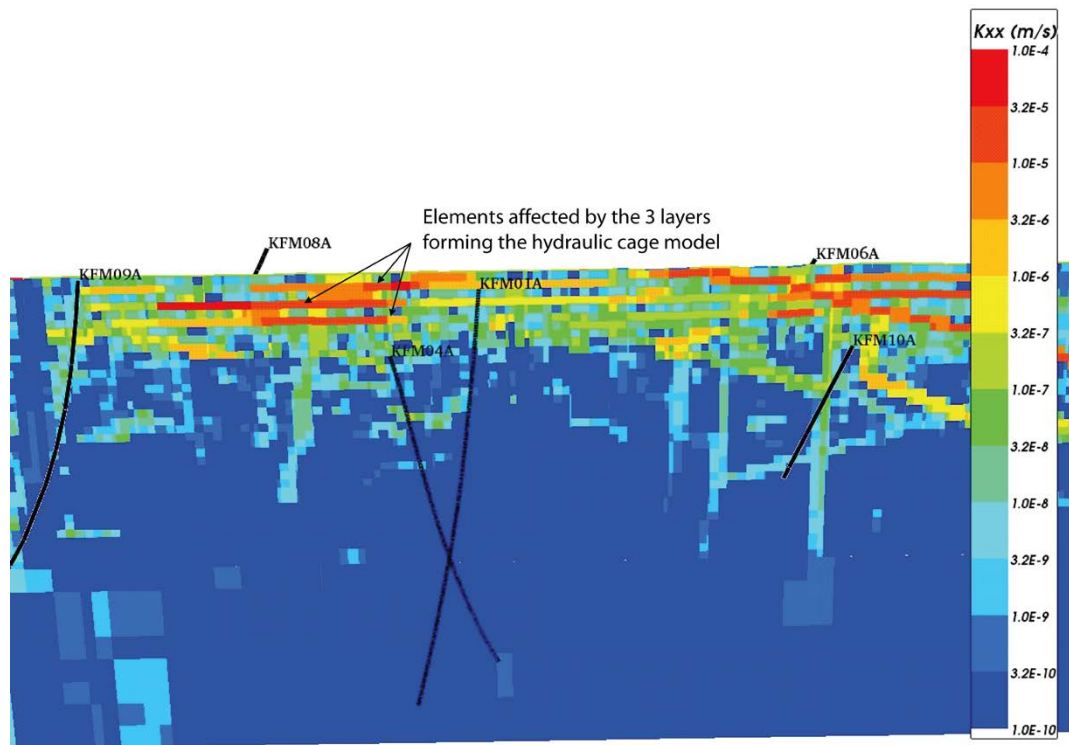 Kxx (m/s)
1.0E-4
3.2E-5
1.0E-5
3.2E-6
1.0E-6
3.2E-7
1.0E-7
3.2E-8
1.0E-8
3.2E-9
1.0E-9
3.2E-10
1.0E-10
Elements affected by the 3 layers
forming the hydraulic cage model
KFM08A
KFM06A
KFM09A
KFM01A
KFM04A
KFM10A